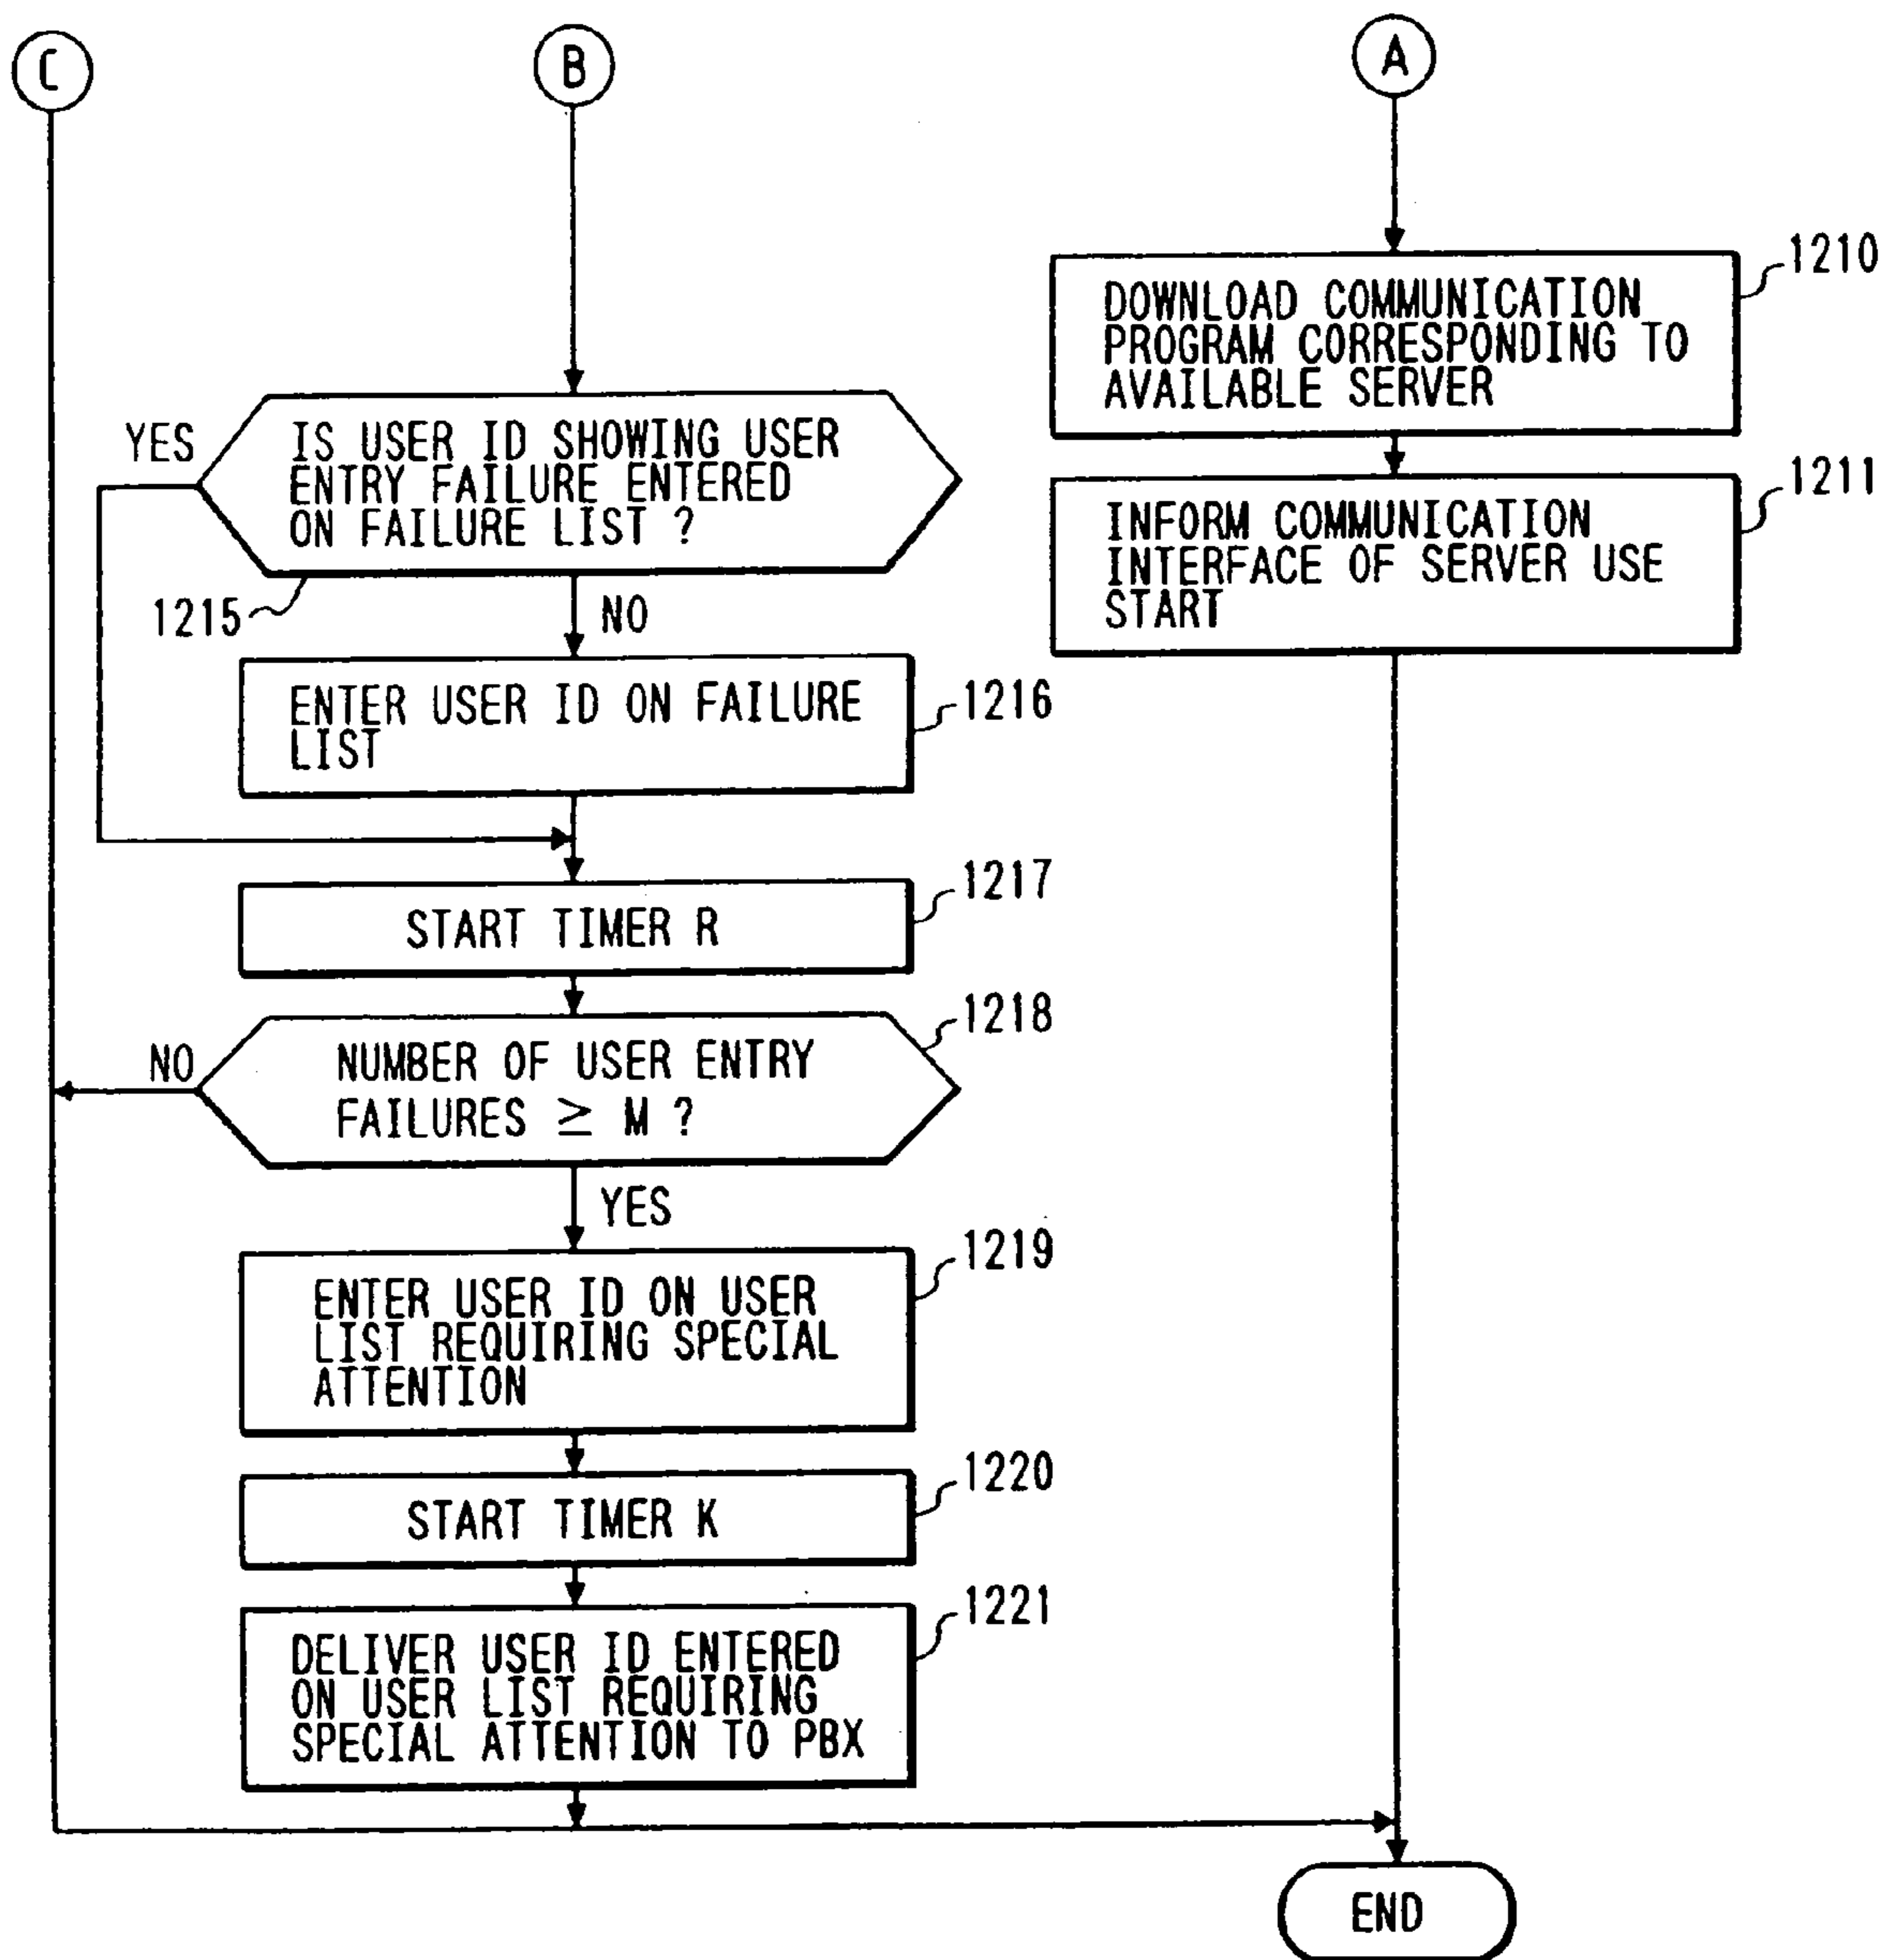 C
B
A
1210
DOWNLOAD COMMUNICATION
PROGRAM CORRESPONDING TO
AVAILABLE SERVER
1211
INFORM COMMUNICATION
INTERFACE OF SERVER USE
START
YES
IS USER ID SHOWING USER
ENTRY FAILURE ENTERED
ON FAILURE LIST ?
1215
NO
ENTER USER ID ON FAILURE
LIST
1216
START TIMER R
1217
1218
NO
NUMBER OF USER ENTRY
FAILURES ≥ M ?
YES
1219
ENTER USER ID ON USER
LIST REQUIRING SPECIAL
ATTENTION
1220
START TIMER K
1221
DELIVER USER ID ENTERED
ON USER LIST REQUIRING
SPECIAL ATTENTION TO PBX
END